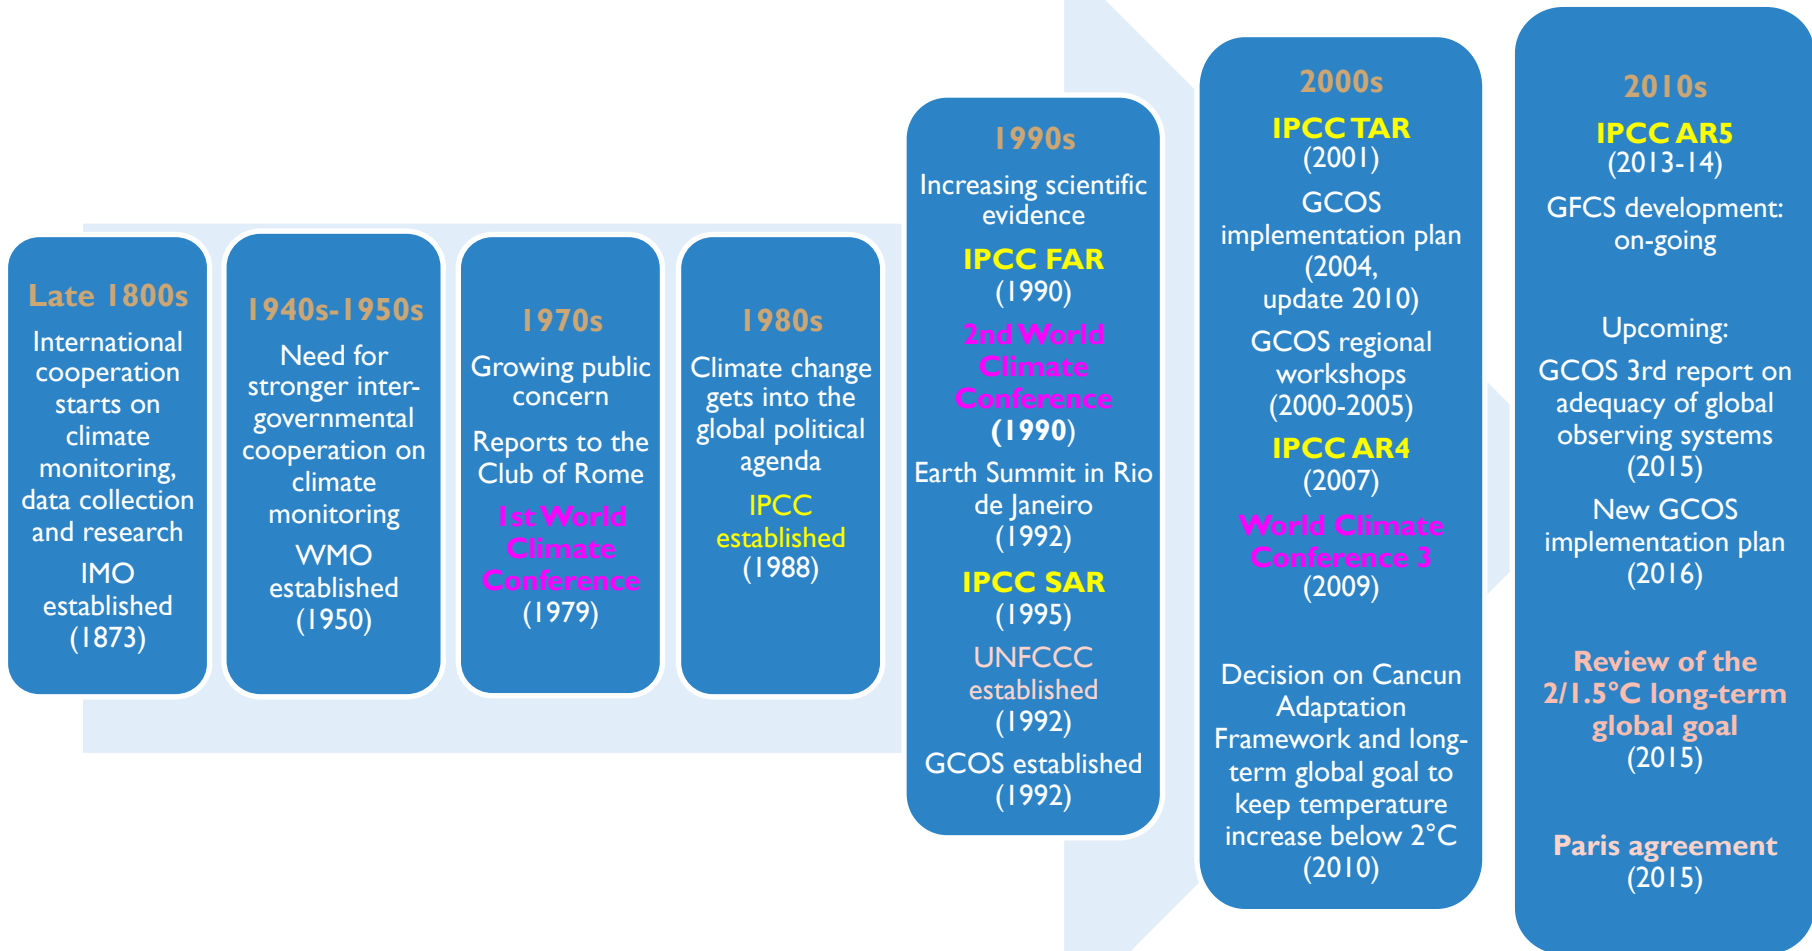 Late 1800s
International
cooperation
starts on
climate
monitoring,
data collection
and research
IMO
established
(1873)
1940s-1950s
Need for
stronger inter-
governmental
cooperation on
climate
monitoring
WMO
established
(1950)
1970s
Growing public
concern
Reports to the
Club of Rome
1st World
Climate
Conference
(1979)
1980s
Climate change
gets into the
global political
agenda
IPCC
established
(1988)
1990s
Increasing scientific
evidence
IPCC FAR
(1990)
2nd World
Climate
Conference
(1990)
Earth Summit in Rio
de Janeiro
(1992)
IPCC SAR
(1995)
UNFCCC
established
(1992)
GCOS established
(1992)
2000s
IPCC TAR
(2001)
GCOS
implementation plan
(2004,
update 2010)
GCOS regional
workshops
(2000-2005)
IPCC AR4
(2007)
World Climate
Conference 3
(2009)
Decision on Cancun
Adaptation
Framework and long-
term global goal to
keep temperature
increase below 2°C
(2010)
2010s
IPCC AR5
(2013-14)
GFCS development:
on-going
Upcoming:
GCOS 3rd report on
adequacy of global
observing systems
(2015)
New GCOS
implementation plan
(2016)
Review of the
2/1.5°C long-term
global goal
(2015)
Paris agreement
(2015)